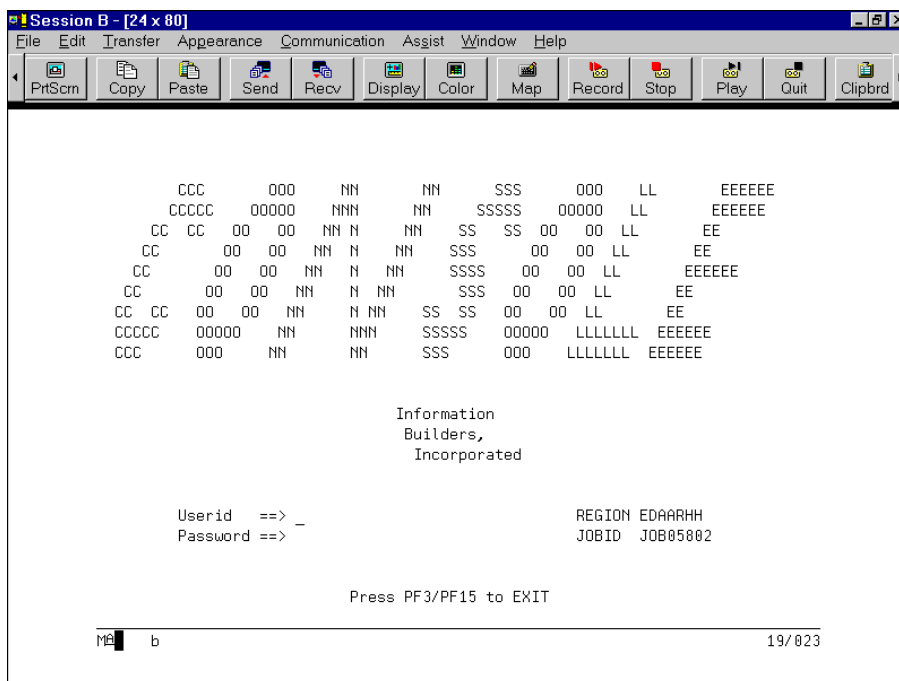 Session B - [24 x 80]
File Edit Transfer Appearance Communication Assist Window Help
PrtScrn Copy Paste Send Recv Display Color Map Record Stop Play Quit Clipbrd
CCC 000 NN NN SSS 000 LL EEEEEE
CCCCC 00000 NNN NN SSSSS 00000 LL EEEEEE
CC CC 00 00 NN N NN SS SS 00 00 LL EE
CC 00 00 NN N NN SSS 00 00 LL EE
CC 00 00 NN N NN SSSS 00 00 LL EEEEEE
CC 00 00 NN N NN SSS 00 00 LL EE
CC CC 00 00 NN N NN SS SS 00 00 LL EE
CCCCC 00000 NN NNN SSSSS 00000 LLLLLLL EEEEEE
CCC 000 NN NN SSS 000 LLLLLLL EEEEEE
Information
Builders,
Incorporated
Userid ==> _ REGION EDAARHH
Password ==> JOBID JOB05802
Press PF3/PF15 to EXIT
MA b 19/023